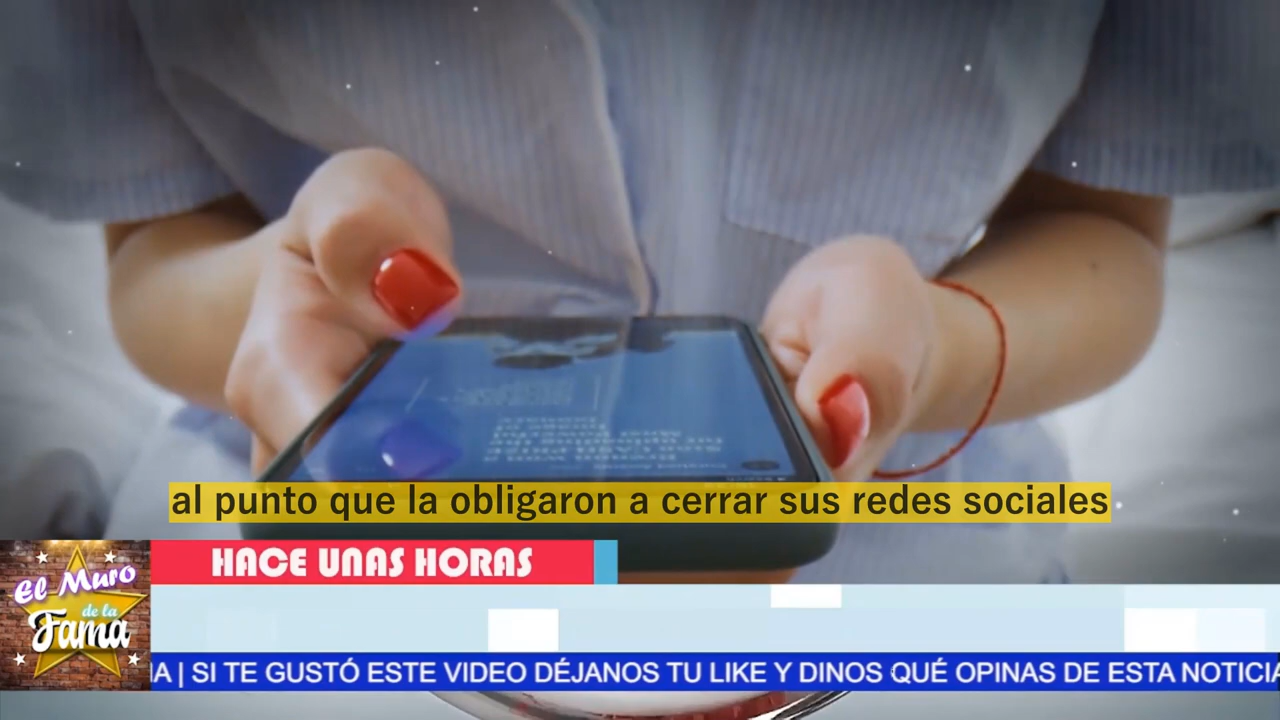 al punto que la obligaron a cerrar sus redes sociales
HACE UNAS HORAS
El Muro
de la
Fama
IA | SI TE GUSTÓ ESTE VIDEO DÉJANOS TU LIKE Y DINOS QUÉ OPINAS DE ESTA NOTICIA